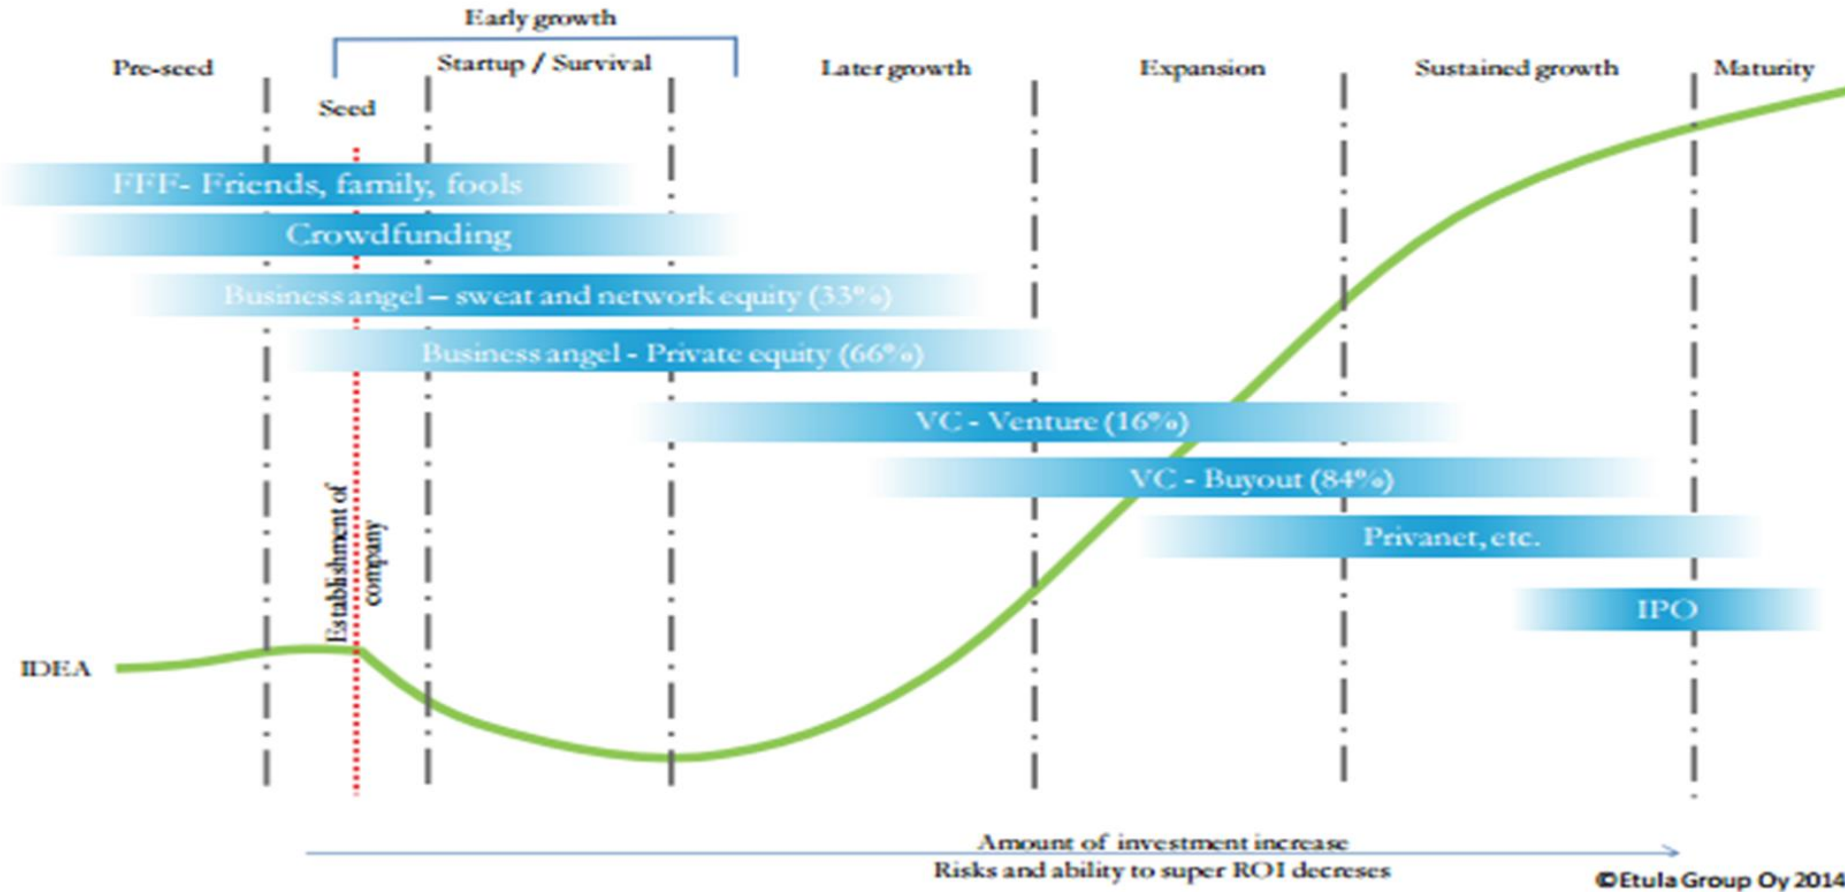 Early growth
Pre-seed
Startup / Survival
Later growth
Expansion
Sustained growth
Maturity
Seed
FFF- Friends, family, fools
Crowdfunding
Business angel – sweat and network equity (33%)
Business angel - Private equity (66%)
VC - Venture (16%)
VC - Buyout (84%)
Privanet, etc.
IPO
Establishment of
company
IDEA
Amount of investment increase
Risks and ability to super ROI decreses
©Etula Group Oy 2014